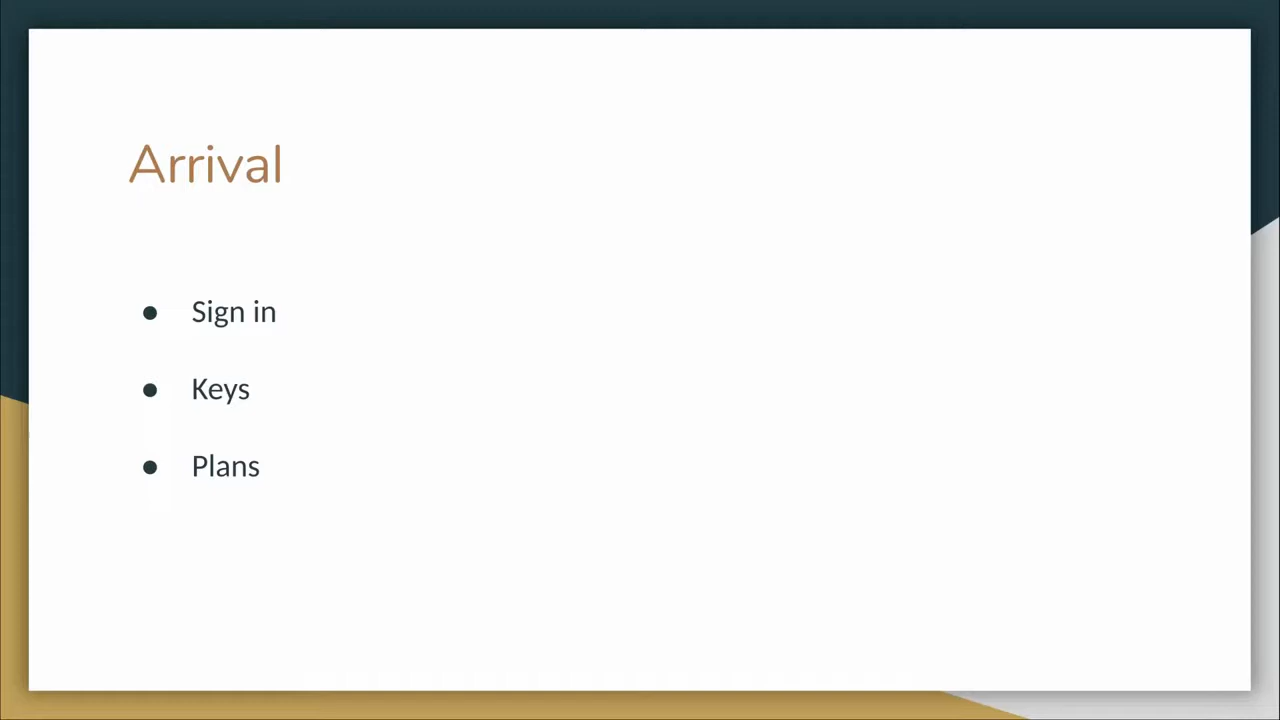 Arrival
● Sign in
● Keys
● Plans